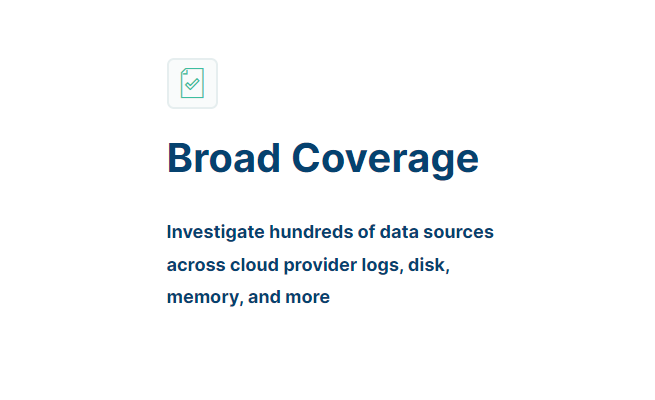 Broad Coverage
Investigate hundreds of data sources
across cloud provider logs, disk,
memory, and more